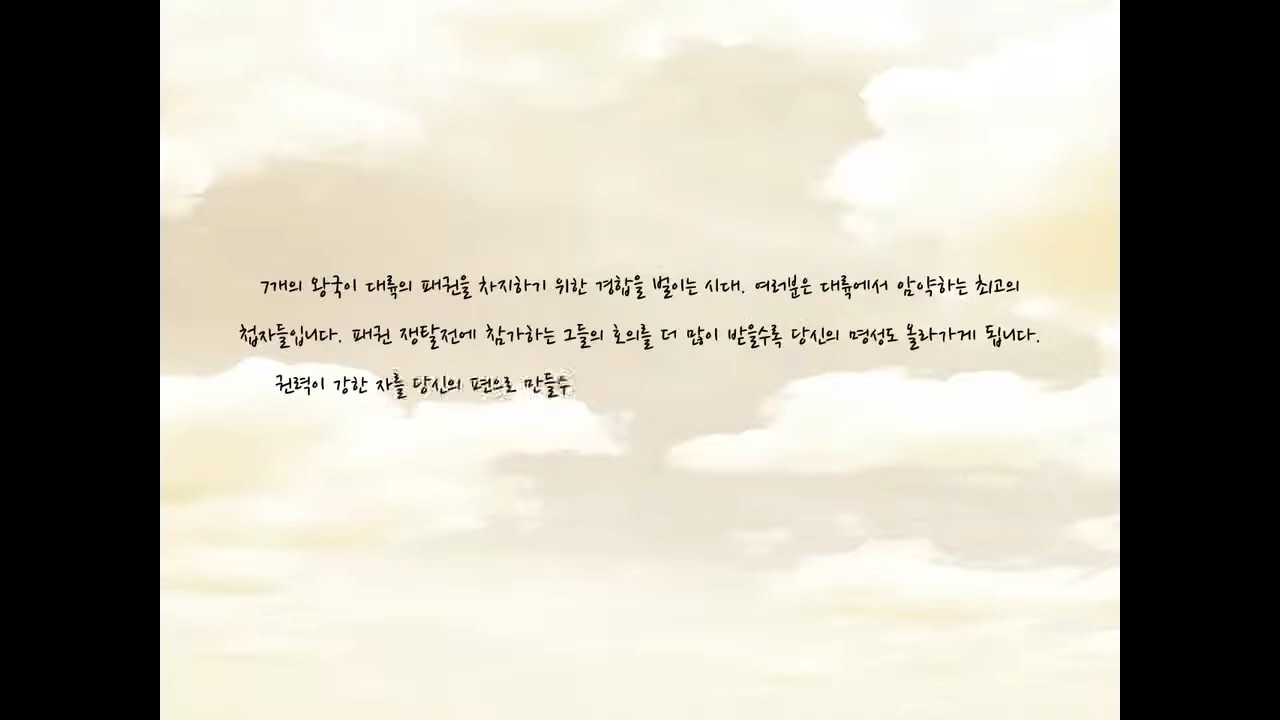 7개의 왕국이 대륙의 패권을 차지하기 위한 경합을 벌이는 시대. 여러분은 대륙에서 암약하는 최고의
첩자들입니다. 패권 쟁탈전에 참가하는 그들의 호의를 더 많이 받을수록 당신의 명성도 올라가게 됩니다.
권력이 강한 자를 당신의 편으로 만들수